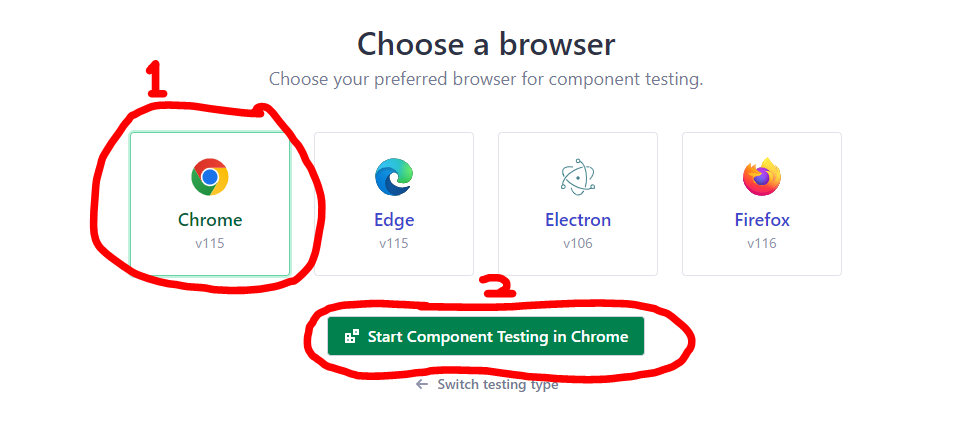 Choose a browser
Choose your preferred browser for component testing.
1
Chrome
v115
Edge
v115
Electron
v106
Firefox
v116
2
Start Component Testing in Chrome
← Switch testing type